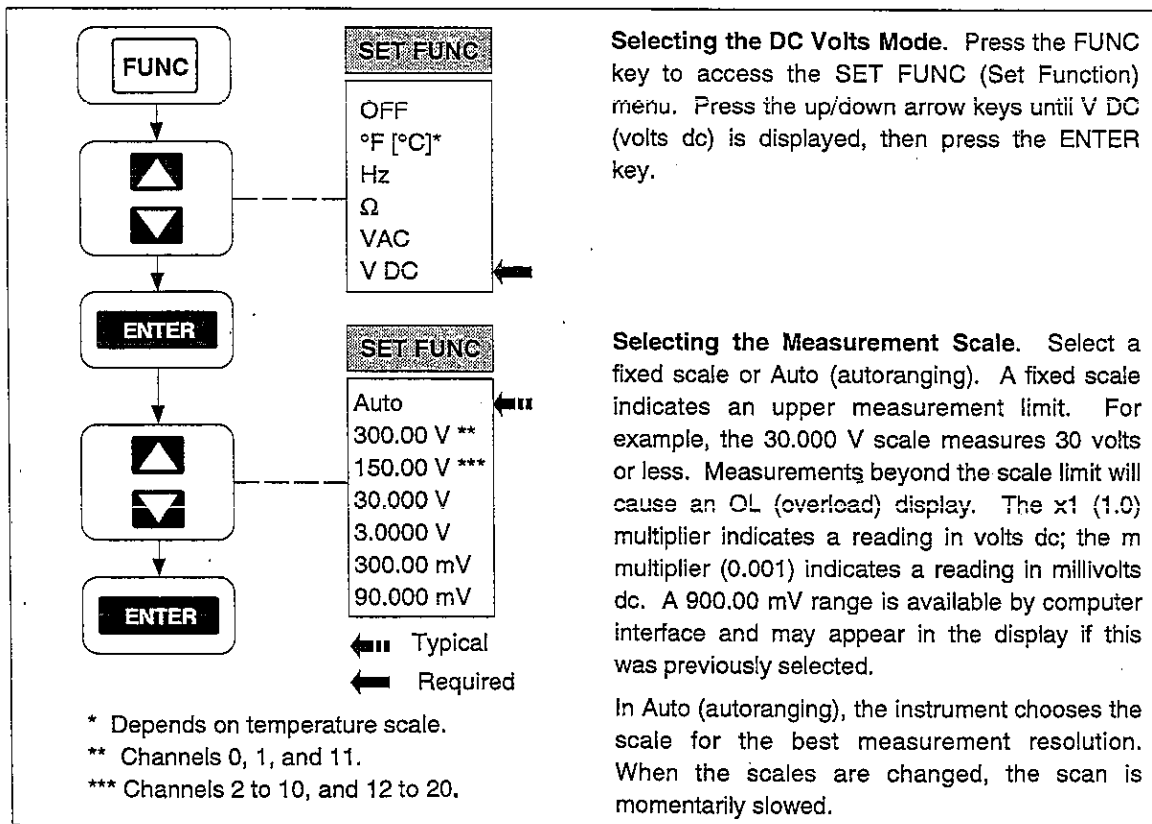 FUNC
ENTER
ENTER
SET FUNC
OFF
°F [°C]*
Hz
Ω
VAC
V DC
SET FUNC
Auto
300.00 V **
150.00 V ***
30.000 V
3.0000 V
300.00 mV
90.000 mV
Typical
Required
* Depends on temperature scale.
** Channels 0, 1, and 11.
*** Channels 2 to 10, and 12 to 20.
Selecting the DC Volts Mode. Press the FUNC
key to access the SET FUNC (Set Function)
menu. Press the up/down arrow keys until V DC
(volts dc) is displayed, then press the ENTER
key.
Selecting the Measurement Scale. Select a
fixed scale or Auto (autoranging). A fixed scale
indicates an upper measurement limit. For
example, the 30.000 V scale measures 30 volts
or less. Measurements beyond the scale limit will
cause an OL (overload) display. The x1 (1.0)
multiplier indicates a reading in volts dc; the m
multiplier (0.001) indicates a reading in millivolts
dc. A 900.00 mV range is available by computer
interface and may appear in the display if this
was previously selected.
In Auto (autoranging), the instrument chooses the
scale for the best measurement resolution.
When the scales are changed, the scan is
momentarily slowed.